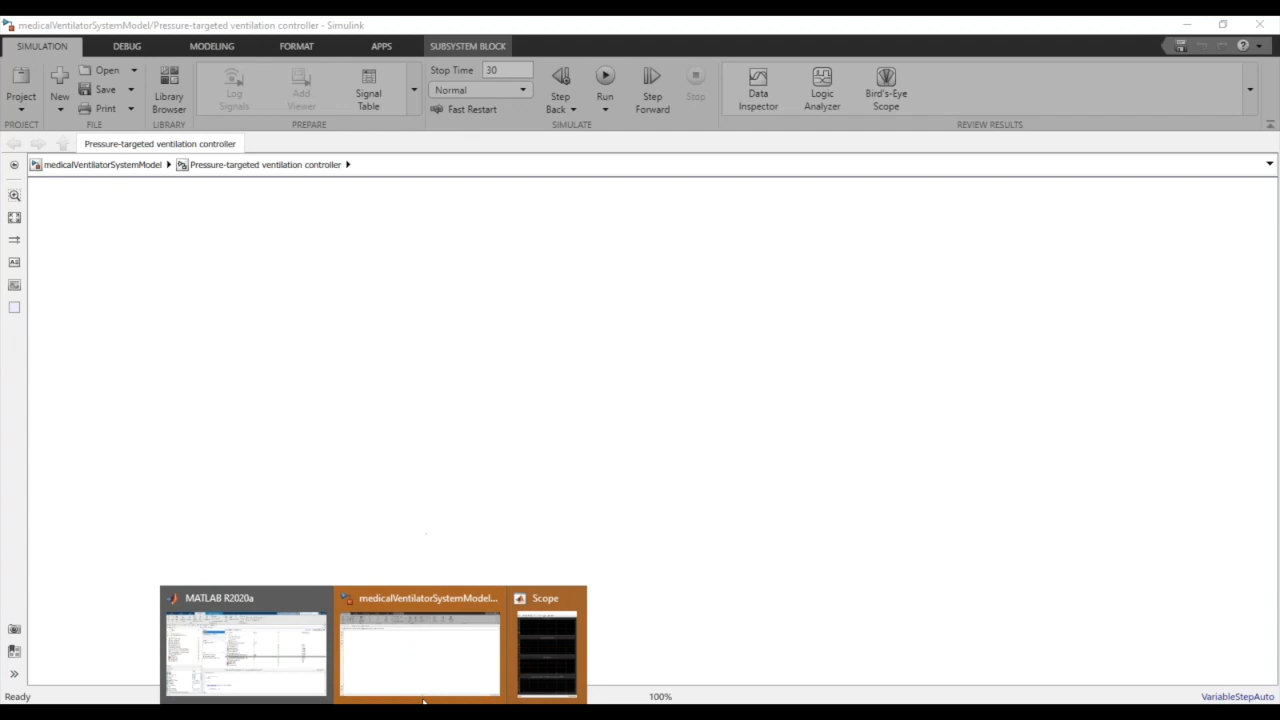 medicalVentilatorSystemModel/Pressure-targeted ventilation controller - Simulink
SIMULATION DEBUG MODELING FORMAT APPS SUBSYSTEM BLOCK
Project
New
Open
Save
Print
Library Browser
Log Signals
Add Viewer
Signal Table
Stop Time 30
Normal
Fast Restart
Step Back
Run
Step Forward
Stop
Data Inspector
Logic Analyzer
Bird's-Eye Scope
PROJECT FILE LIBRARY PREPARE SIMULATE REVIEW RESULTS
Pressure-targeted ventilation controller
medicalVentilatorSystemModel Pressure-targeted ventilation controller
MATLAB R2020a medicalVentilatorSystemModel... Scope
Ready 100% VariableStepAuto